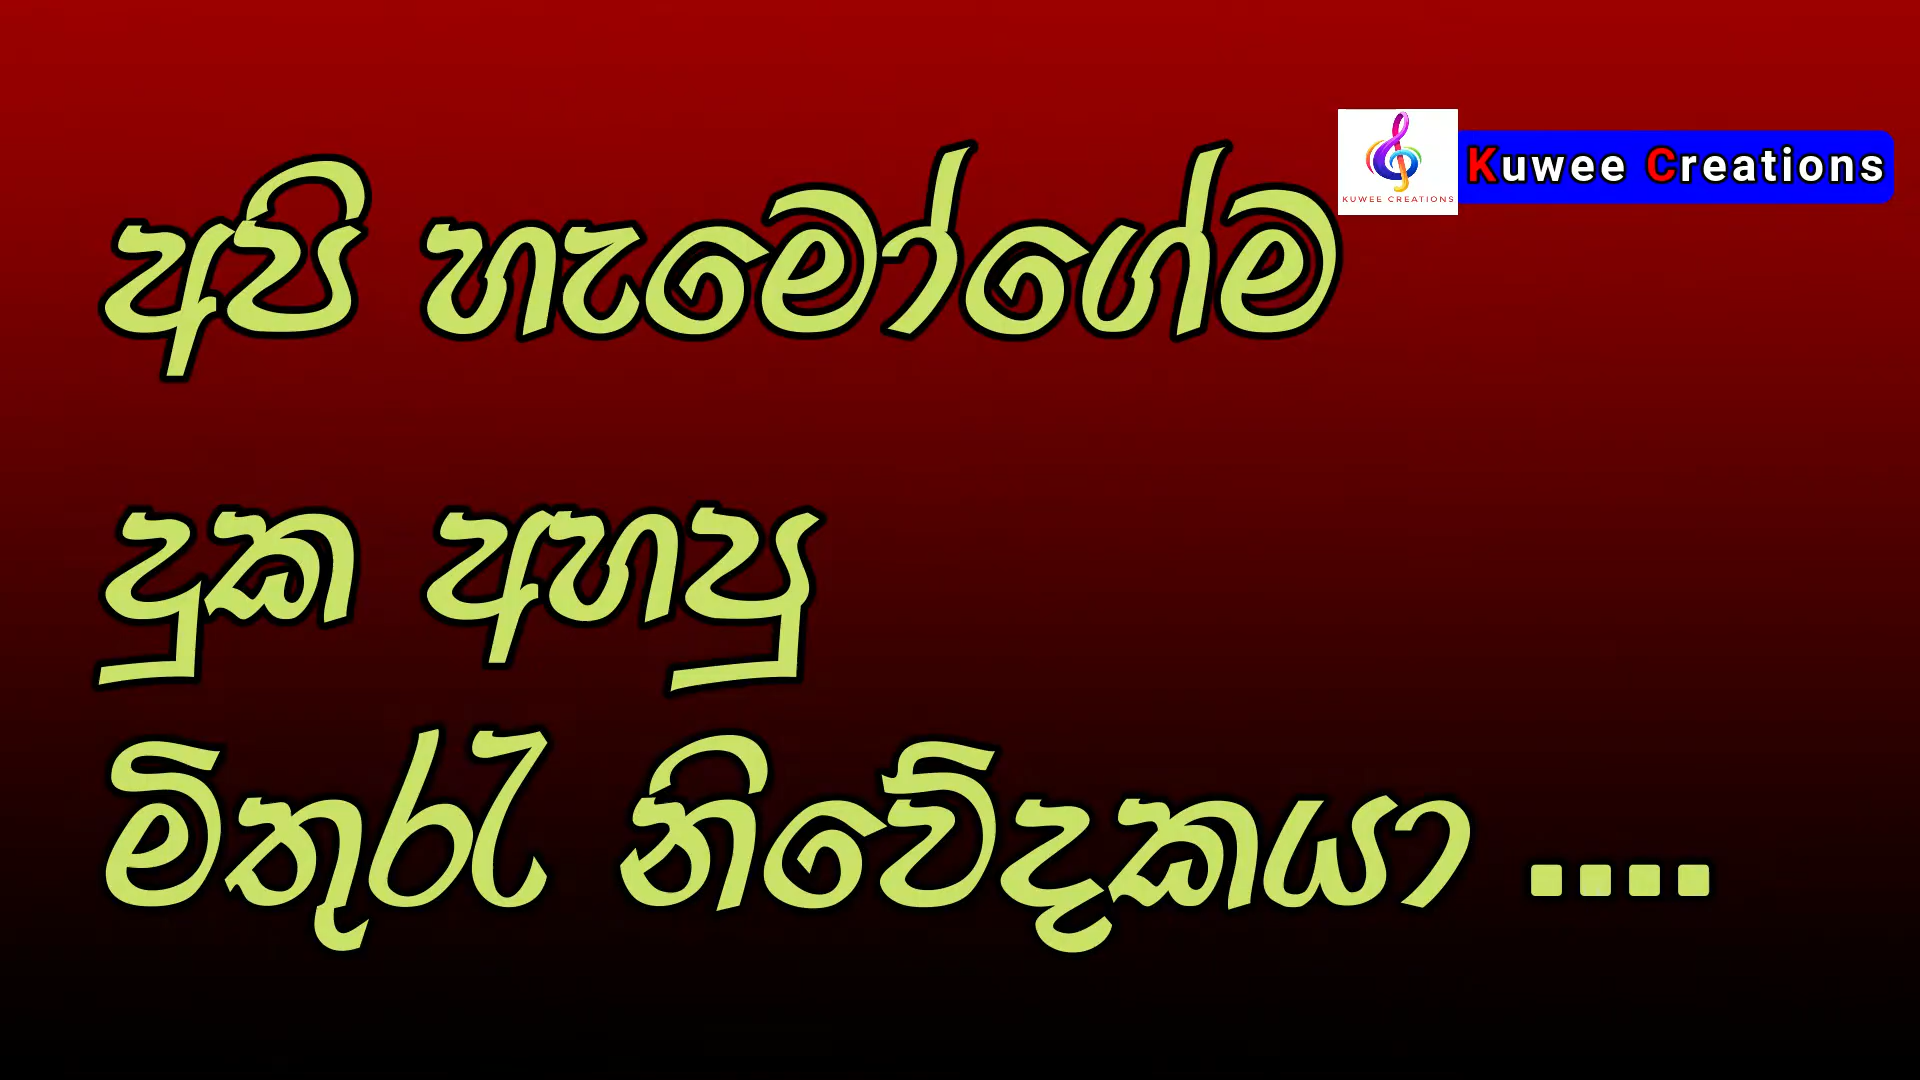 Kuwee Creations
KUWEE CREATIONS
අපි හැමෝගේම
දුක අහපු
මිතුරැ නිවේදකයා ....